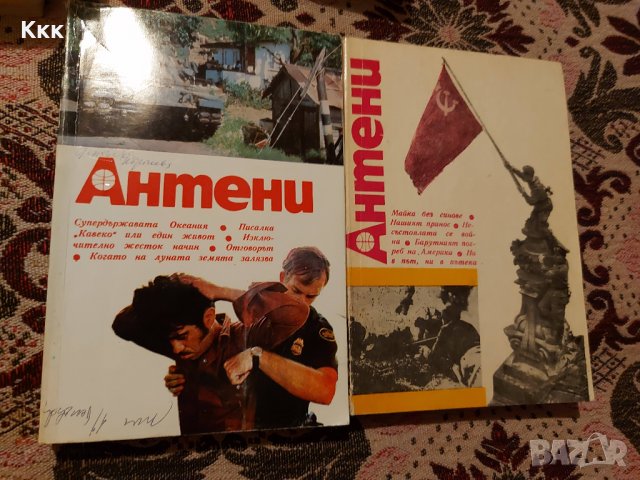 Ккк
Антени
Супердържавата Океания • Пасалка
„Кавеко" или един живот • Изклю-
чително жесток начин • Отговорът
• Когато на луната земята залязва
Антени
Майка без синове •
Нашият принос • Не-
състоялата се вой-
на • Барутният пог-
реб на Америка • Ни
в път, ни в пътека
BAZAR